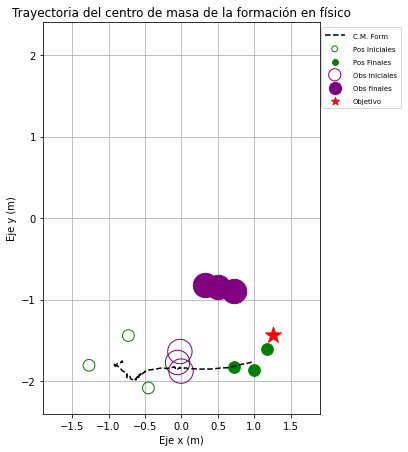 Trayectoria del centro de masa de la formación en físico
C.M. Form
Pos Iniciales
Pos Finales
Obs iniciales
Obs finales
Objetivo
Eje y (m)
2
1
0
−1
−2
−1.5 −1.0 −0.5 0.0 0.5 1.0 1.5
Eje x (m)